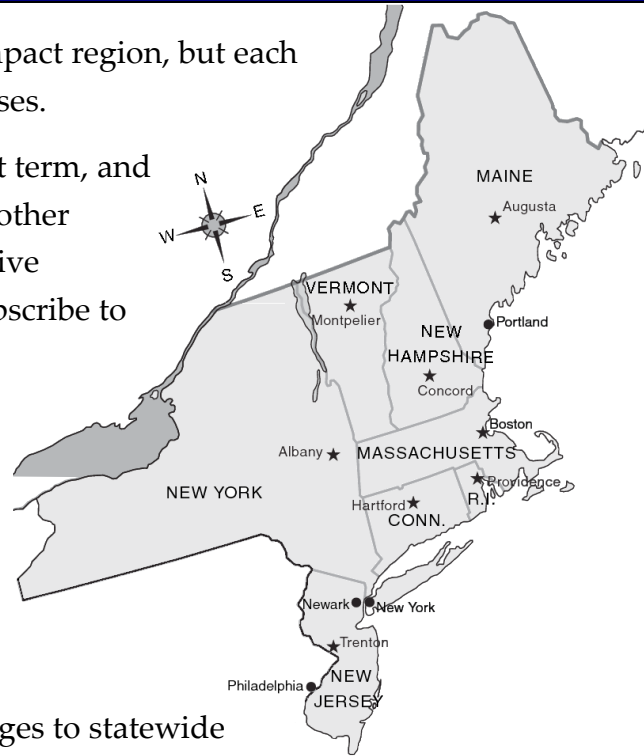 npact region, but each
ses.
t term, and
other
ive
bscribe to
N
E
W
S
MAINE
Augusta
VERMONT
Montpelier
NEW
HAMPSHIRE
Concord
Portland
Boston
Albany
MASSACHUSETTS
Providence
R.I.
Hartford
CONN.
NEW YORK
Newark
New York
Trenton
Philadelphia
NEW
JERSEY
ges to statewide